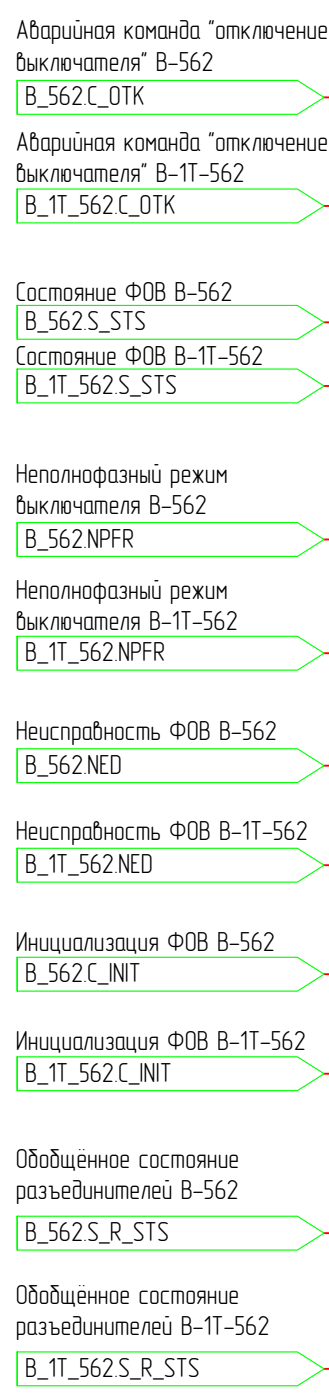 Аварийная команда "отключение
выключателя" В-562
B_562.C_OTK
Аварийная команда "отключение
выключателя" В-1Т-562
B_1T_562.C_OTK
Состояние ФОВ В-562
B_562.S_STS
Состояние ФОВ В-1Т-562
B_1T_562.S_STS
Неполнофазный режим
выключателя В-562
B_562.NPFR
Неполнофазный режим
выключателя В-1Т-562
B_1T_562.NPFR
Неисправность ФОВ В-562
B_562.NED
Неисправность ФОВ В-1Т-562
B_1T_562.NED
Инициализация ФОВ В-562
B_562.C_INIT
Инициализация ФОВ В-1Т-562
B_1T_562.C_INIT
Обобщённое состояние
разъединителей В-562
B_562.S_R_STS
Обобщённое состояние
разъединителей В-1Т-562
B_1T_562.S_R_STS